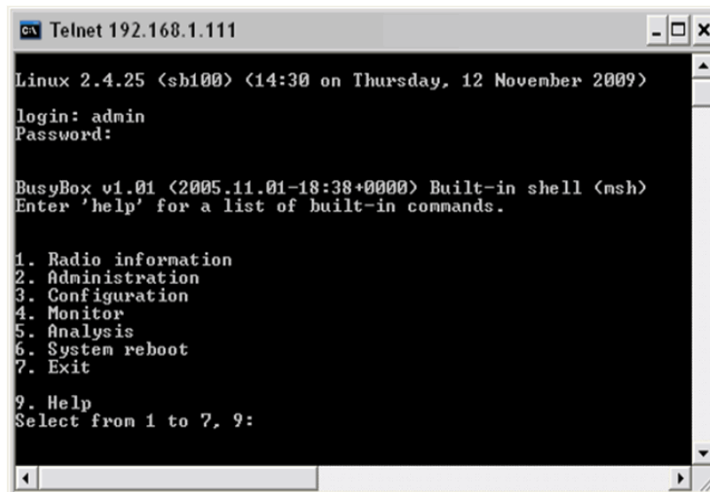 Telnet 192.168.1.111
Linux 2.4.25 (sb100) (14:30 on Thursday, 12 November 2009)
login: admin
Password:
BusyBox v1.01 (2005.11.01-18:38+0000) Built-in shell (msh)
Enter 'help' for a list of built-in commands.
1. Radio information
2. Administration
3. Configuration
4. Monitor
5. Analysis
6. System reboot
7. Exit
9. Help
Select from 1 to 7, 9: